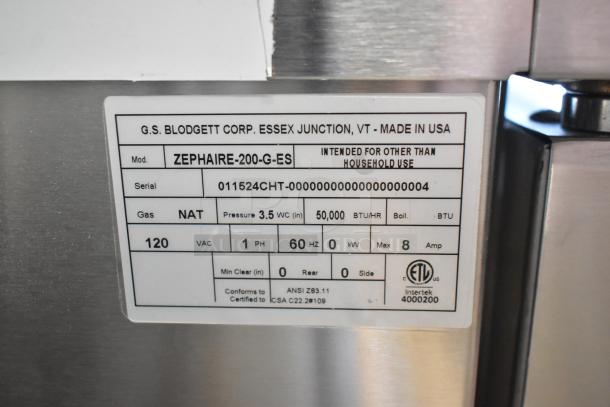 G.S. BLODGETT CORP. ESSEX JUNCTION, VT - MADE IN USA
Mod. ZEPHAIRE-200-G-ES INTENDED FOR OTHER THAN
HOUSEHOLD USE
Serial 011524CHT-00000000000000000004
Gas NAT Pressure 3.5 WC (in) 50,000 BTU/HR Boil. BTU
120 VAC 1 PH 60 HZ 0 kW Max 8 Amp
Min Clear (in) 0 Rear 0 Side
Conforms to ANSI Z83.11
Certified to CSA C22.2#109
C ETL US
Intertek
4000200